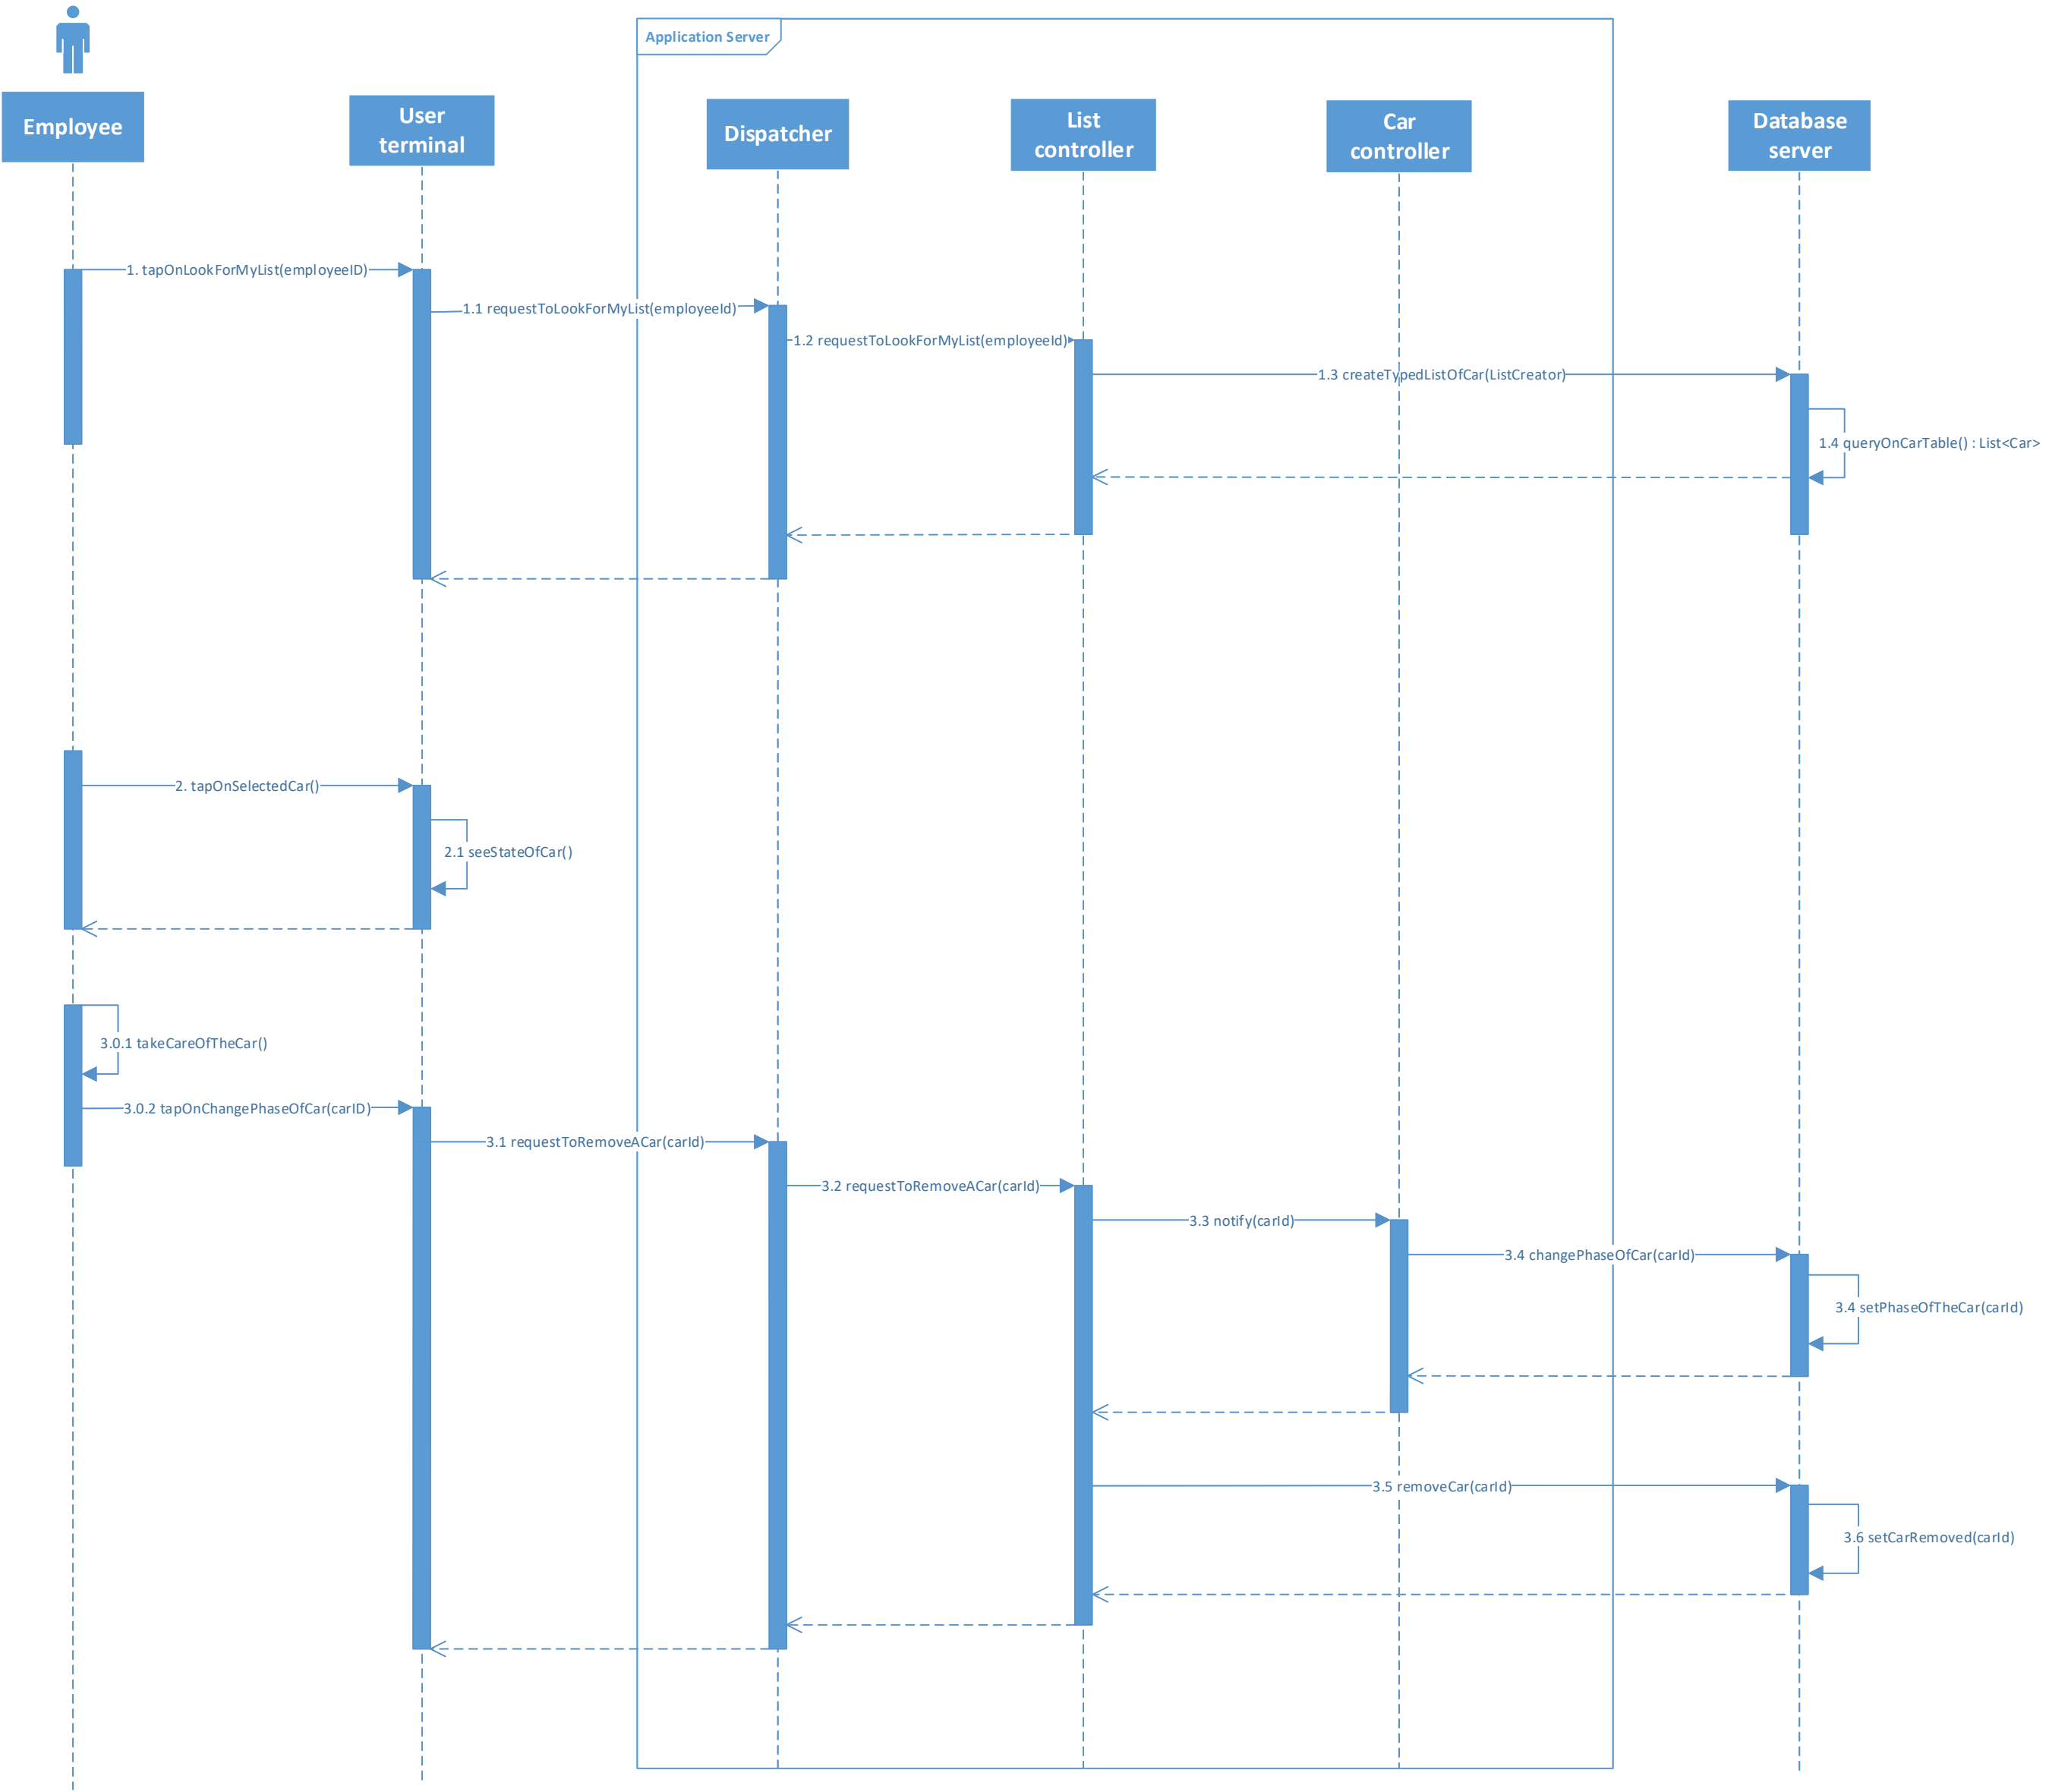 Application Server
Employee
User
terminal
Dispatcher
List
controller
Car
controller
Database
server
1. tapOnLookForMyList(employeeID)
1.1 requestToLookForMyList(employeeId)
1.2 requestToLookForMyList(employeeId)
1.3 createTypedListOfCar(ListCreator)
1.4 queryOnCarTable() : List<Car>
2. tapOnSelectedCar()
2.1 seeStateOfCar()
3.0.1 takeCareOfTheCar()
3.0.2 tapOnChangePhaseOfCar(carID)
3.1 requestToRemoveACar(carId)
3.2 requestToRemoveACar(carId)
3.3 notify(carId)
3.4 changePhaseOfCar(carId)
3.4 setPhaseOfTheCar(carId)
3.5 removeCar(carId)
3.6 setCarRemoved(carId)